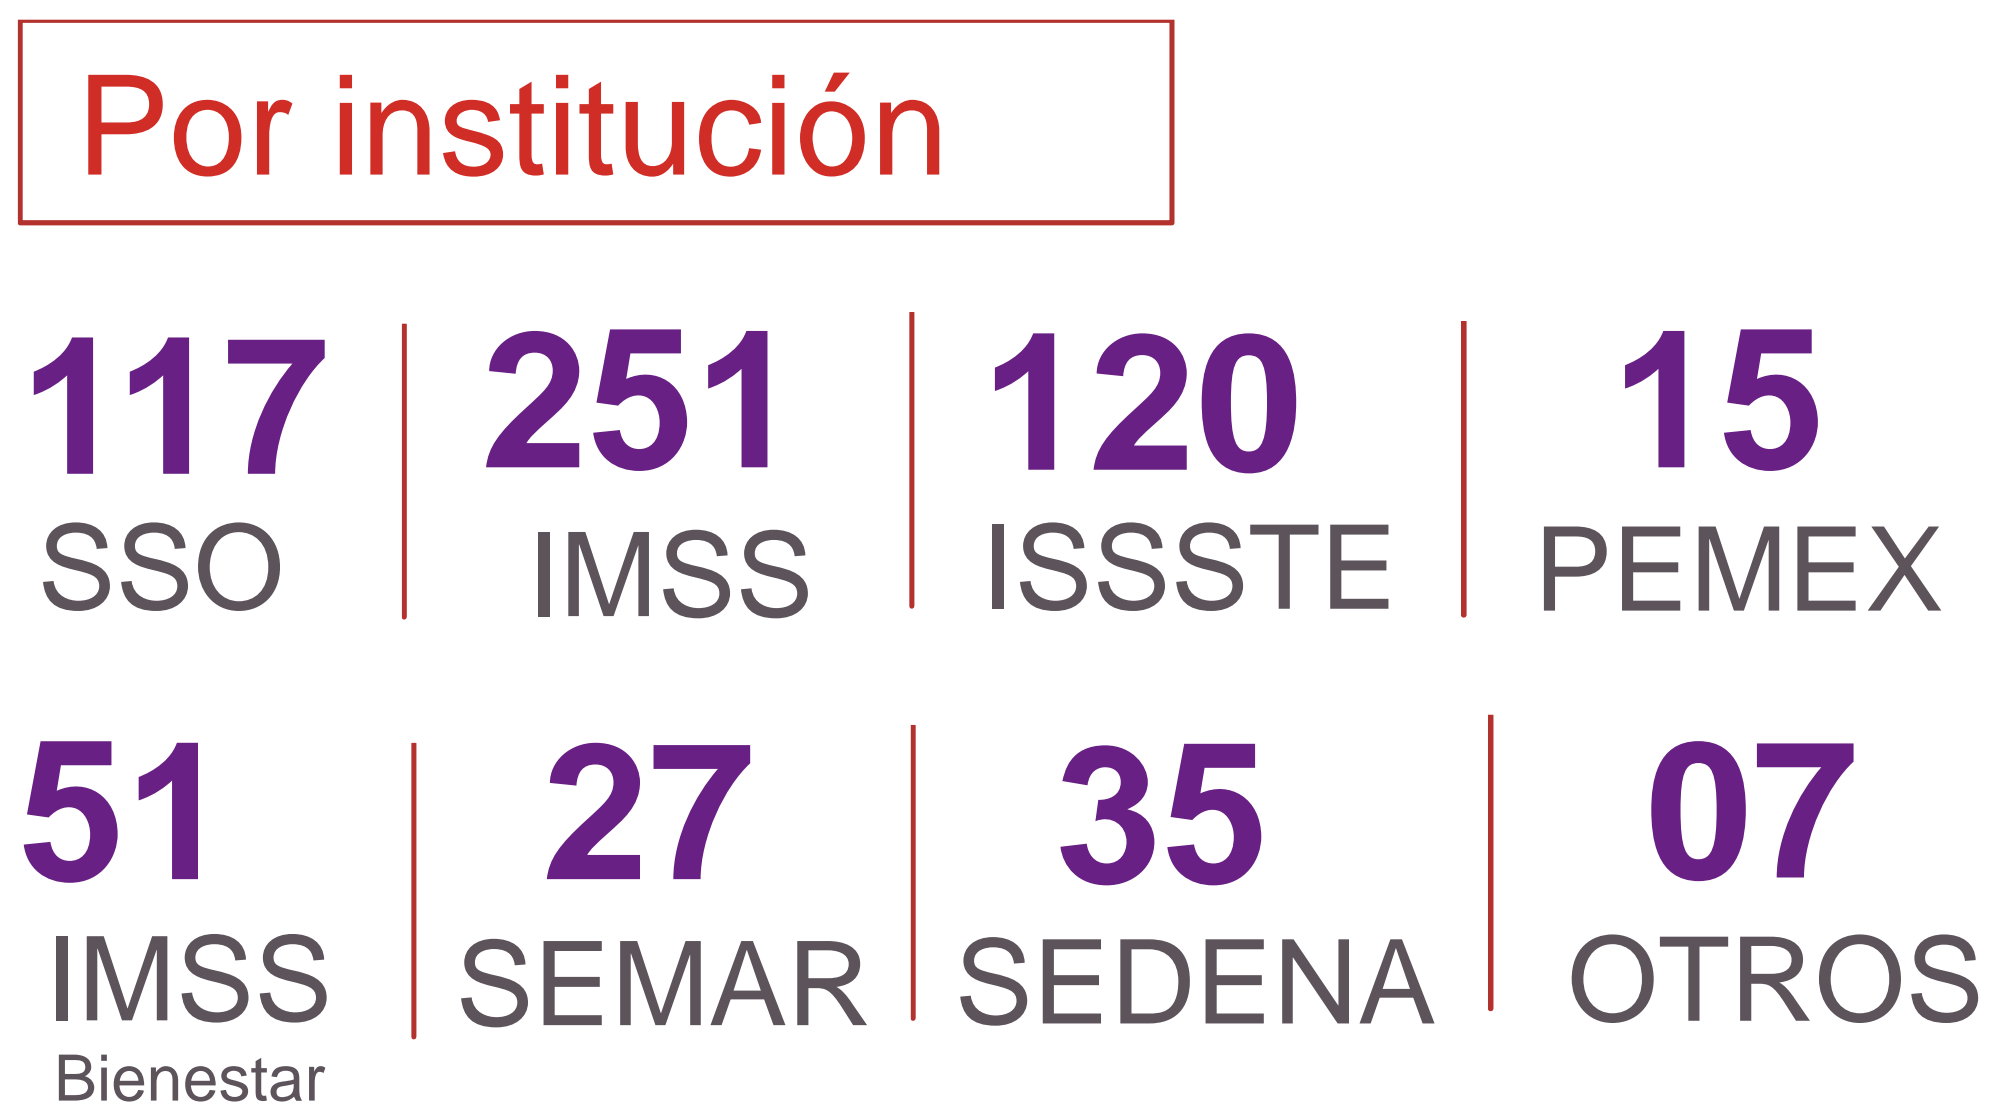 Por institución
117 251 120 15
SSO IMSS ISSSTE PEMEX
51 27 35 07
IMSS SEMAR SEDENA OTROS
Bienestar